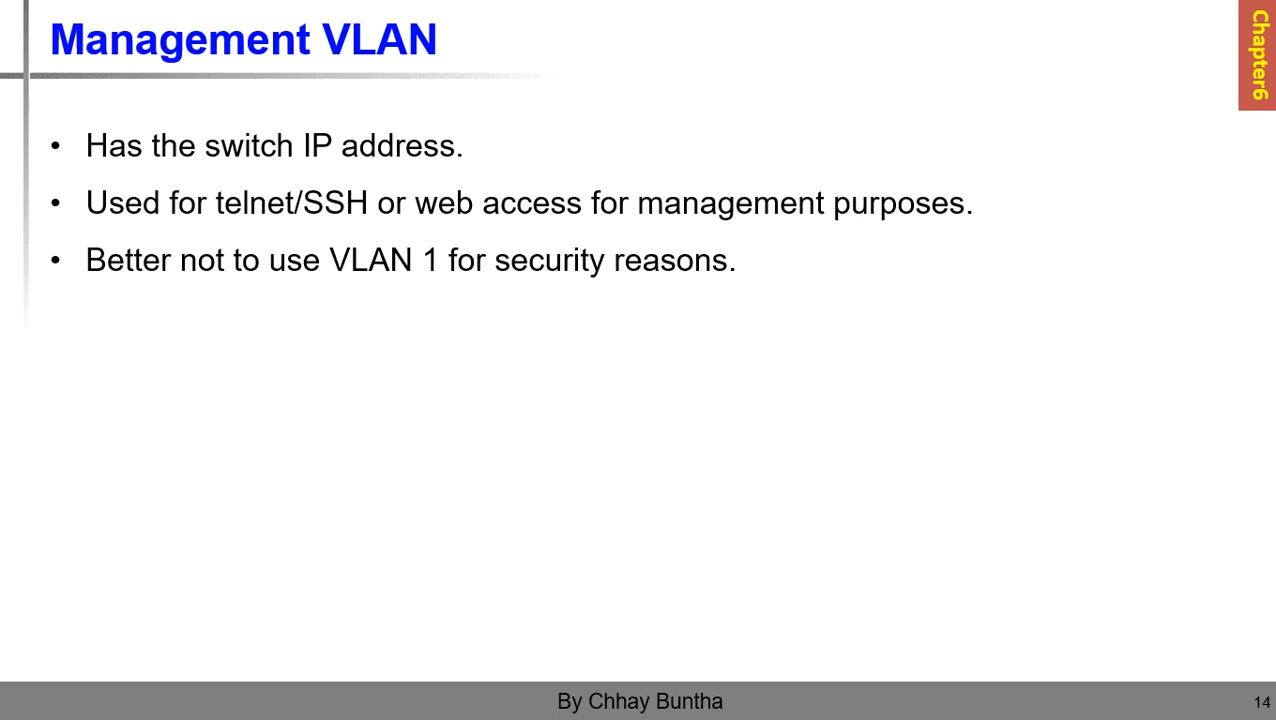 Management VLAN
Chapter6
• Has the switch IP address.
• Used for telnet/SSH or web access for management purposes.
• Better not to use VLAN 1 for security reasons.
By Chhay Buntha
14